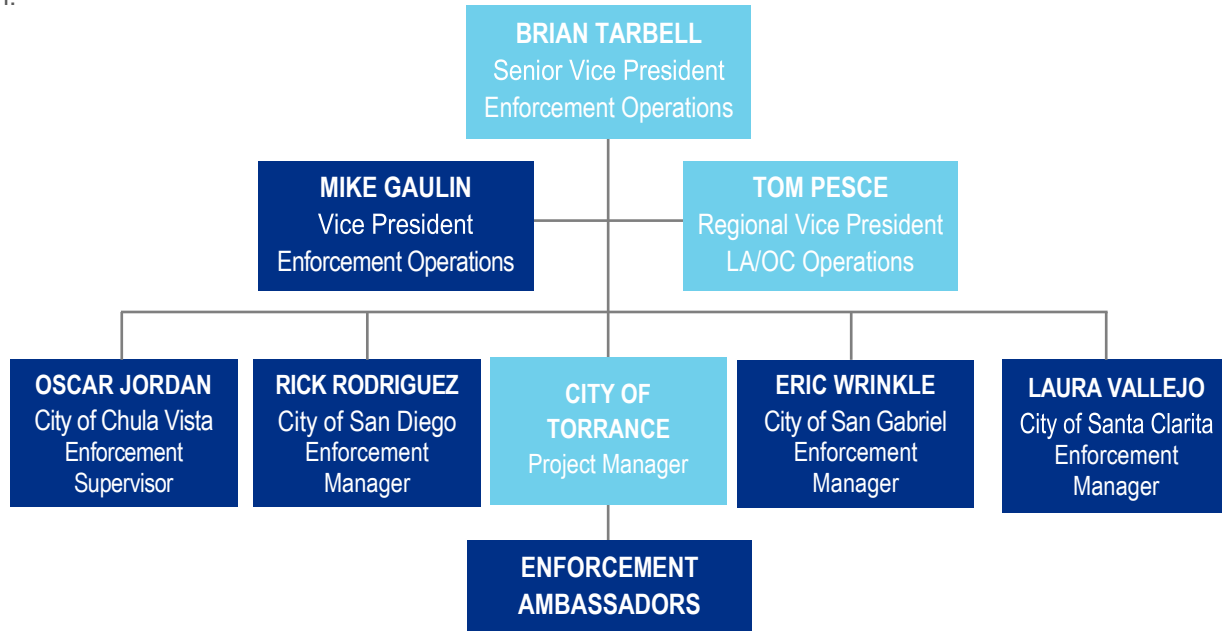 BRIAN TARBELL
Senior Vice President
Enforcement Operations
MIKE GAULIN
Vice President
Enforcement Operations
TOM PESCE
Regional Vice President
LA/OC Operations
OSCAR JORDAN
City of Chula Vista
Enforcement
Supervisor
RICK RODRIGUEZ
City of San Diego
Enforcement
Manager
CITY OF
TORRANCE
Project Manager
ERIC WRINKLE
City of San Gabriel
Enforcement
Manager
LAURA VALLEJO
City of Santa Clarita
Enforcement
Manager
ENFORCEMENT
AMBASSADORS